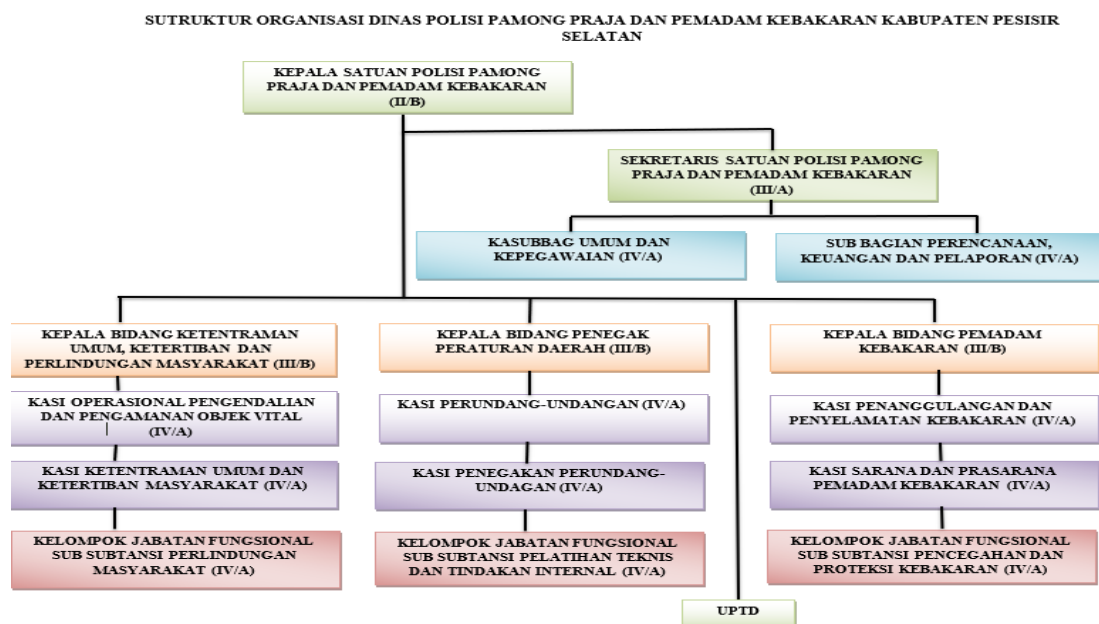 SUTRUKTUR ORGANISASI DINAS POLISI PAMONG PRAJA DAN PEMADAM KEBAKARAN KABUPATEN PESISIR
SELATAN
KEPALA SATUAN POLISI PAMONG
PRAJA DAN PEMADAM KEBAKARAN
(II/B)
SEKRETARIS SATUAN POLISI PAMONG
PRAJA DAN PEMADAM KEBAKARAN
(III/A)
KASUBBAG UMUM DAN
KEPEGAWAIAN (IV/A)
SUB BAGIAN PERENCANAAN,
KEUANGAN DAN PELAPORAN (IV/A)
KEPALA BIDANG KETENTRAMAN
UMUM, KETERTIBAN DAN
PERLINDUNGAN MASYARAKAT (III/B)
KEPALA BIDANG PENEGAK
PERATURAN DAERAH (III/B)
KEPALA BIDANG PEMADAM
KEBAKARAN (III/B)
KASI OPERASIONAL PENGENDALIAN
DAN PENGAMANAN OBJEK VITAL
(IV/A)
KASI PERUNDANG-UNDANGAN (IV/A)
KASI PENANGGULANGAN DAN
PENYELAMATAN KEBAKARAN (IV/A)
KASI KETENTRAMAN UMUM DAN
KETERTIBAN MASYARAKAT (IV/A)
KASI PENEGAKAN PERUNDANG-
UNDAGAN (IV/A)
KASI SARANA DAN PRASARANA
PEMADAM KEBAKARAN (IV/A)
KELOMPOK JABATAN FUNGSIONAL
SUB SUBTANSI PERLINDUNGAN
MASYARAKAT (IV/A)
KELOMPOK JABATAN FUNGSIONAL
SUB SUBTANSI PELATIHAN TEKNIS
DAN TINDAKAN INTERNAL (IV/A)
KELOMPOK JABATAN FUNGSIONAL
SUB SUBTANSI PENCEGAHAN DAN
PROTEKSI KEBAKARAN (IV/A)
UPTD